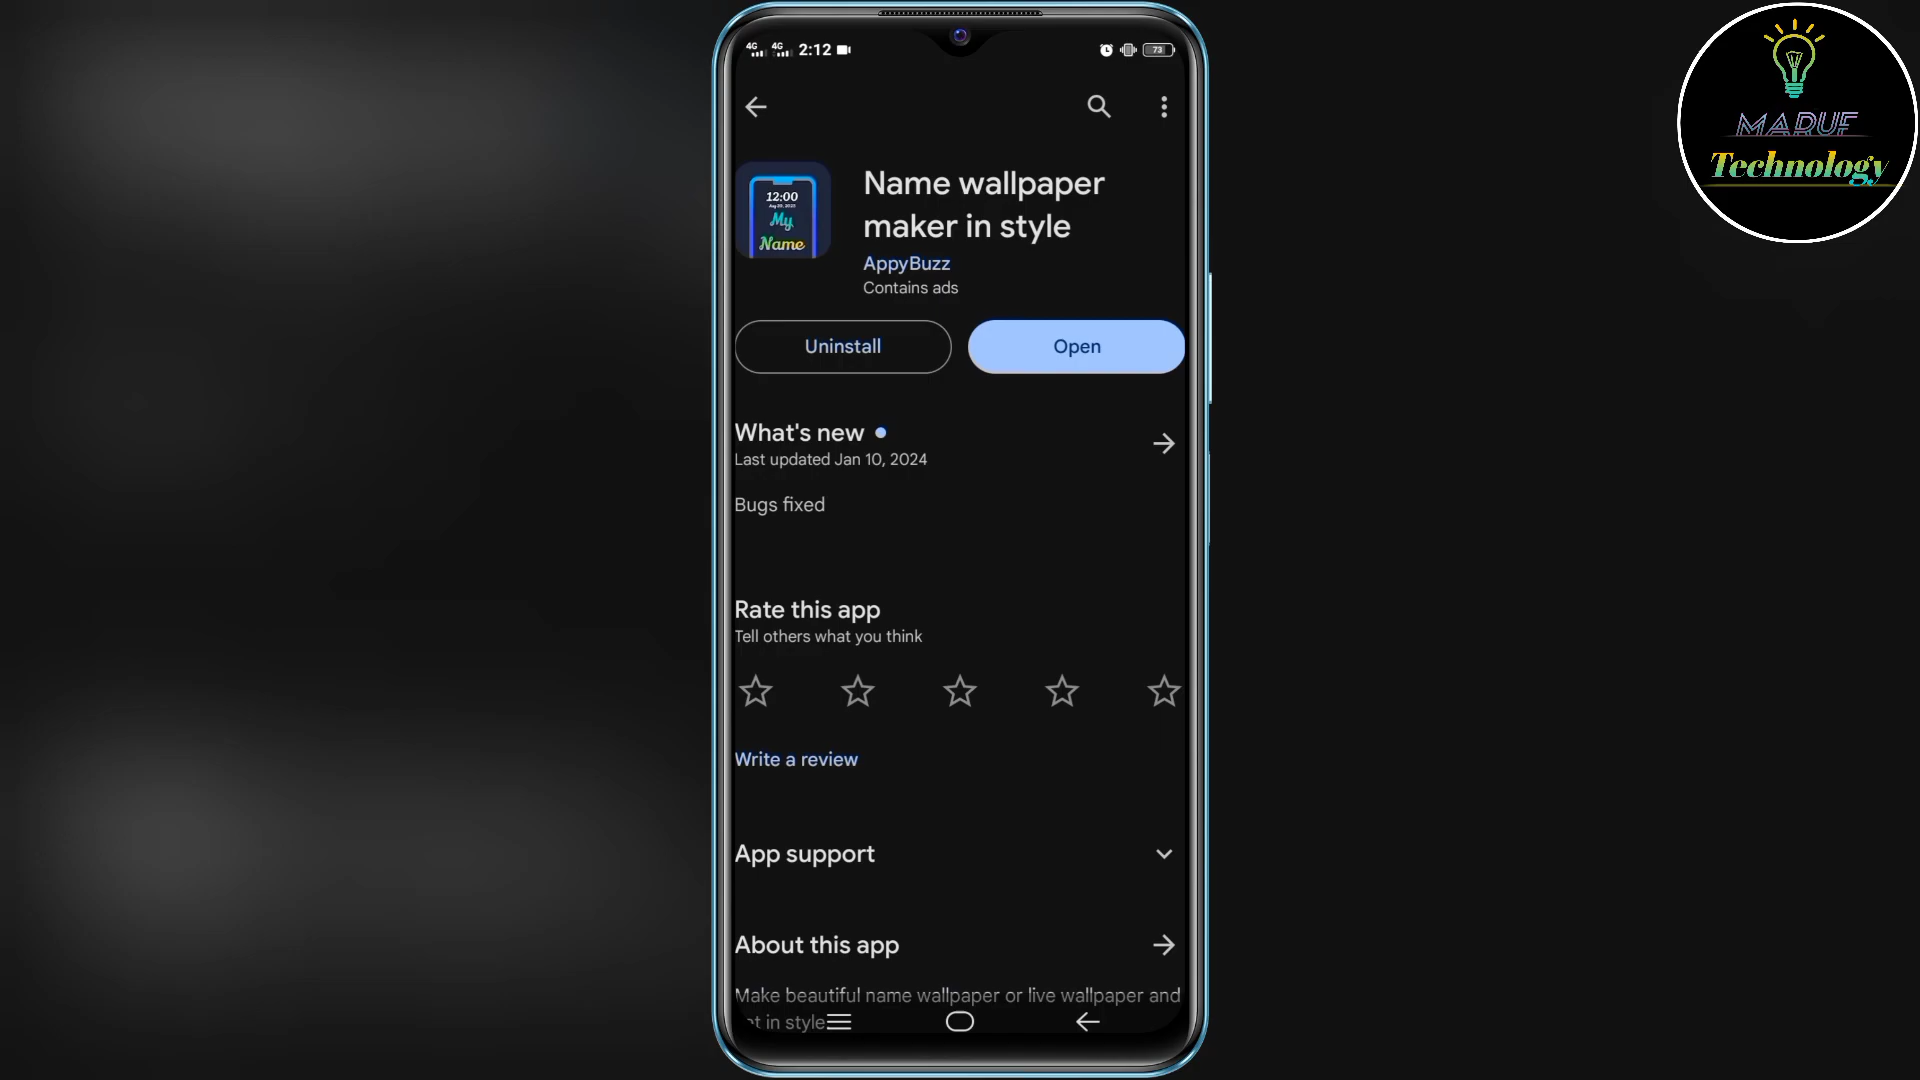 4G 4G 2:12 73
MARUF
Technology
12:00
My
Name
Name wallpaper
maker in style
AppyBuzz
Contains ads
Uninstall
Open
What's new
Last updated Jan 10, 2024
Bugs fixed
Rate this app
Tell others what you think
Write a review
App support
About this app
Make beautiful name wallpaper or live wallpaper and
in style